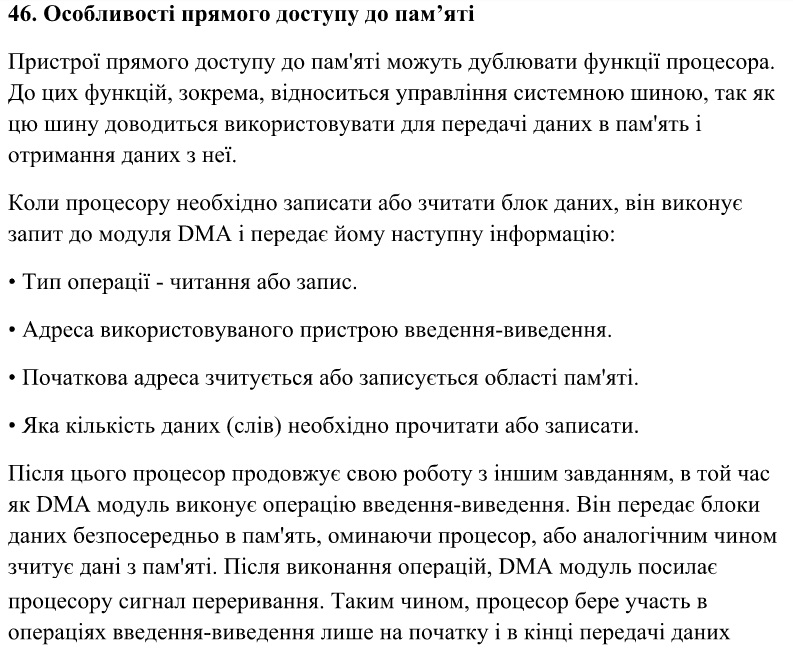 46. Особливості прямого доступу до пам’яті
Пристрої прямого доступу до пам'яті можуть дублювати функції процесора.
До цих функцій, зокрема, відноситься управління системною шиною, так як
цю шину доводиться використовувати для передачі даних в пам'ять і
отримання даних з неї.
Коли процесору необхідно записати або зчитати блок даних, він виконує
запит до модуля DMA і передає йому наступну інформацію:
• Тип операції - читання або запис.
• Адреса використовуваного пристрою введення-виведення.
• Початкова адреса зчитується або записується області пам'яті.
• Яка кількість даних (слів) необхідно прочитати або записати.
Після цього процесор продовжує свою роботу з іншим завданням, в той час
як DMA модуль виконує операцію введення-виведення. Він передає блоки
даних безпосередньо в пам'ять, оминаючи процесор, або аналогічним чином
зчитує дані з пам'яті. Після виконання операцій, DMA модуль посилає
процесору сигнал переривання. Таким чином, процесор бере участь в
операціях введення-виведення лише на початку і в кінці передачі даних